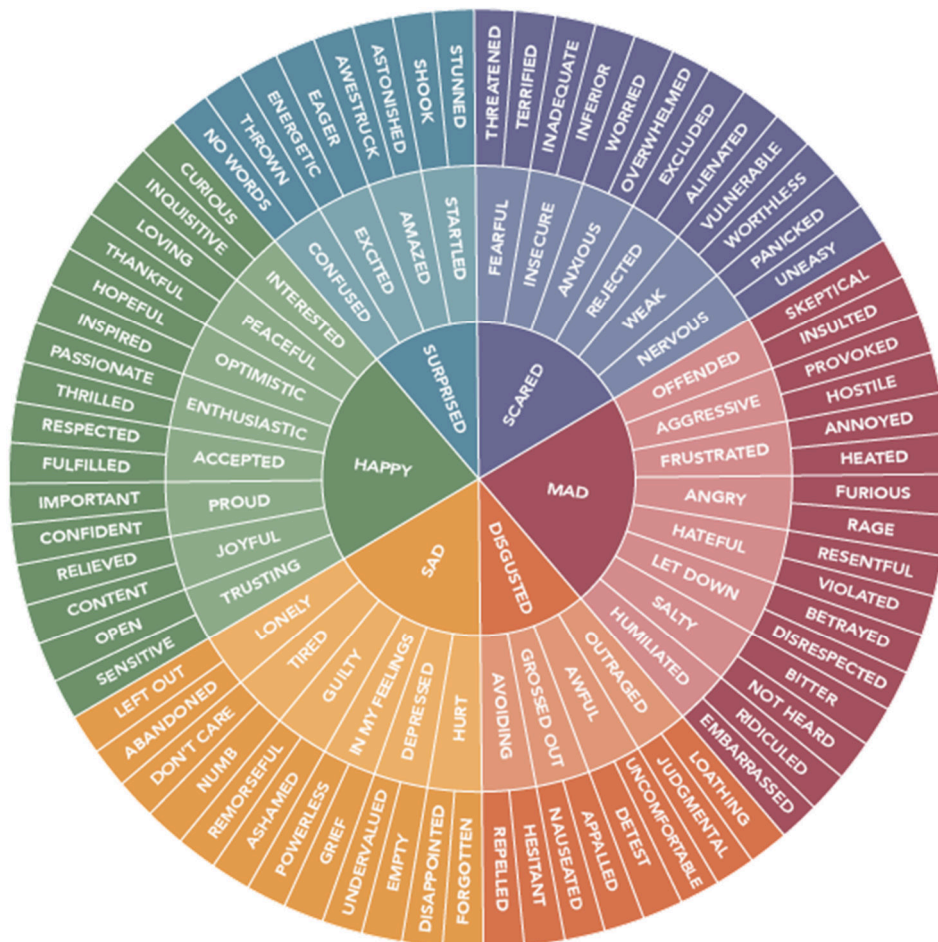 SURPRISED
SCARED
MAD
DISGUSTED
SAD
HAPPY
CONFUSED
EXCITED
AMAZED
STARTLED
FEARFUL
INSECURE
ANXIOUS
REJECTED
WEAK
NERVOUS
OFFENDED
AGGRESSIVE
FRUSTRATED
ANGRY
HATEFUL
LET DOWN
SALTY
HUMILIATED
OUTRAGED
AWFUL
GROSSED OUT
AVOIDING
HURT
DEPRESSED
IN MY FEELINGS
GUILTY
TIRED
LONELY
TRUSTING
JOYFUL
PROUD
ACCEPTED
ENTHUSIASTIC
OPTIMISTIC
PEACEFUL
INTERESTED
NO WORDS
THROWN
ENERGETIC
EAGER
AWESTRUCK
ASTONISHED
SHOOK
STUNNED
THREATENED
TERRIFIED
INADEQUATE
INFERIOR
WORRIED
OVERWHELMED
EXCLUDED
ALIENATED
VULNERABLE
WORTHLESS
PANICKED
UNEASY
SKEPTICAL
INSULTED
PROVOKED
HOSTILE
ANNOYED
HEATED
FURIOUS
RAGE
RESENTFUL
VIOLATED
BETRAYED
DISRESPECTED
BITTER
NOT HEARD
RIDICULED
EMBARRASSED
LOATHING
JUDGMENTAL
UNCOMFORTABLE
DETEST
APPALLED
NAUSEATED
HESITANT
REPELLED
FORGOTTEN
DISAPPOINTED
EMPTY
UNDERVALUED
GRIEF
POWERLESS
ASHAMED
REMORSEFUL
NUMB
DON'T CARE
ABANDONED
LEFT OUT
SENSITIVE
OPEN
CONTENT
RELIEVED
CONFIDENT
IMPORTANT
FULFILLED
RESPECTED
THRILLED
PASSIONATE
INSPIRED
HOPEFUL
THANKFUL
LOVING
INQUISITIVE
CURIOUS